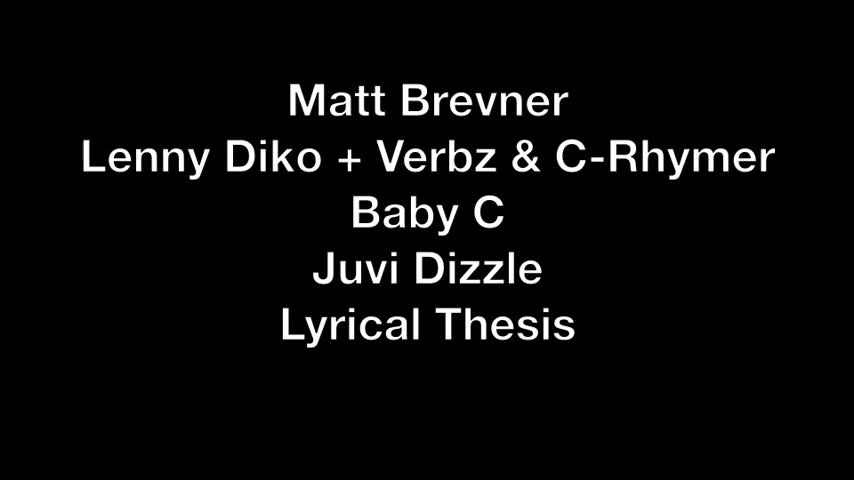 Matt Brevner
Lenny Diko + Verbz & C-Rhymer
Baby C
Juvi Dizzle
Lyrical Thesis